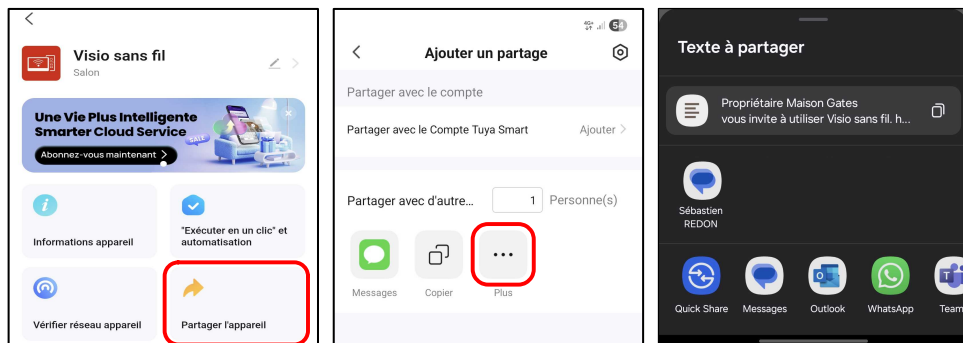 Visio sans fil
Salon
Une Vie Plus Intelligente
Smarter Cloud Service
SALE
Abonnez-vous maintenant >
Informations appareil
"Exécuter en un clic" et
automatisation
Vérifier réseau appareil
Partager l'appareil
4G+ 54
Ajouter un partage
Partager avec le compte
Partager avec le Compte Tuya Smart Ajouter >
Partager avec d'autre... 1 Personne(s)
Messages Copier Plus
Texte à partager
Propriétaire Maison Gates
vous invite à utiliser Visio sans fil. h...
Sébastien
REDON
Quick Share Messages Outlook WhatsApp Team